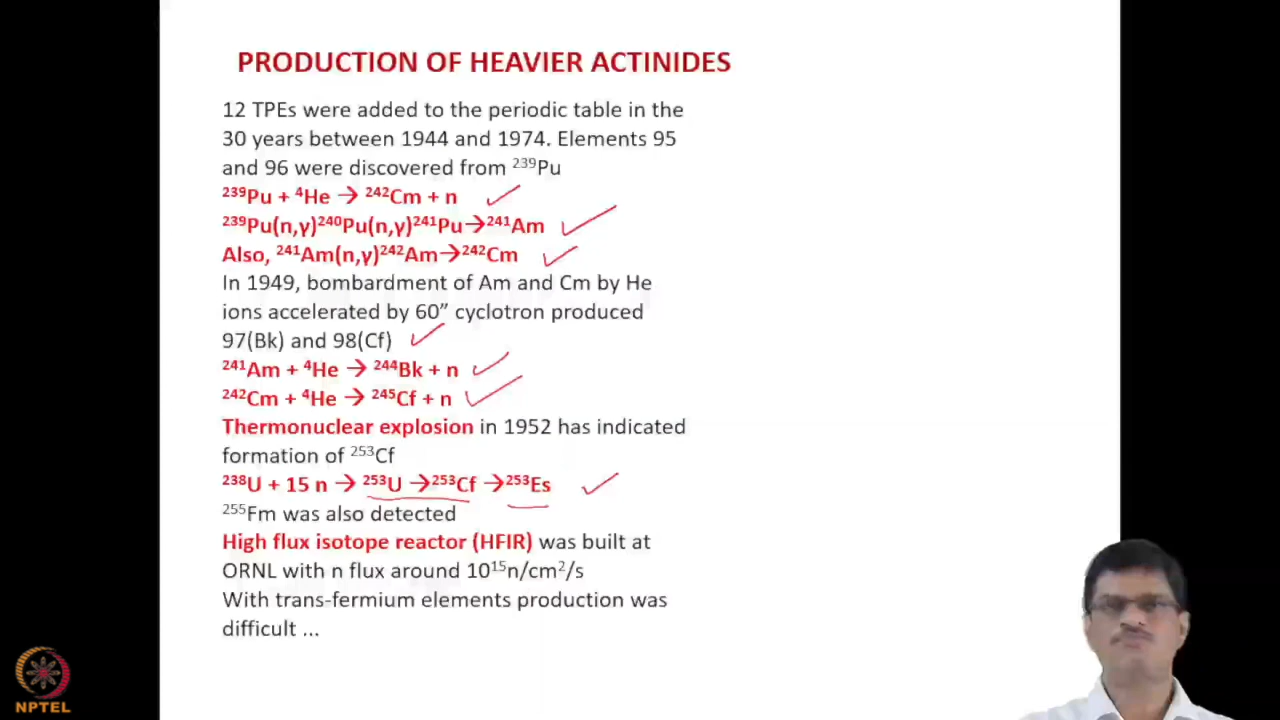 PRODUCTION OF HEAVIER ACTINIDES
12 TPEs were added to the periodic table in the
30 years between 1944 and 1974. Elements 95
and 96 were discovered from ²³⁹Pu
²³⁹Pu + ⁴He → ²⁴²Cm + n
²³⁹Pu(n,γ)²⁴⁰Pu(n,γ)²⁴¹Pu→²⁴¹Am
Also, ²⁴¹Am(n,γ)²⁴²Am→²⁴²Cm
In 1949, bombardment of Am and Cm by He
ions accelerated by 60” cyclotron produced
97(Bk) and 98(Cf)
²⁴¹Am + ⁴He → ²⁴⁴Bk + n
²⁴²Cm + ⁴He → ²⁴⁵Cf + n
Thermonuclear explosion in 1952 has indicated
formation of ²⁵³Cf
²³⁸U + 15 n → ²⁵³U →²⁵³Cf →²⁵³Es
²⁵⁵Fm was also detected
High flux isotope reactor (HFIR) was built at
ORNL with n flux around 10¹⁵n/cm²/s
With trans-fermium elements production was
difficult ...
NPTEL